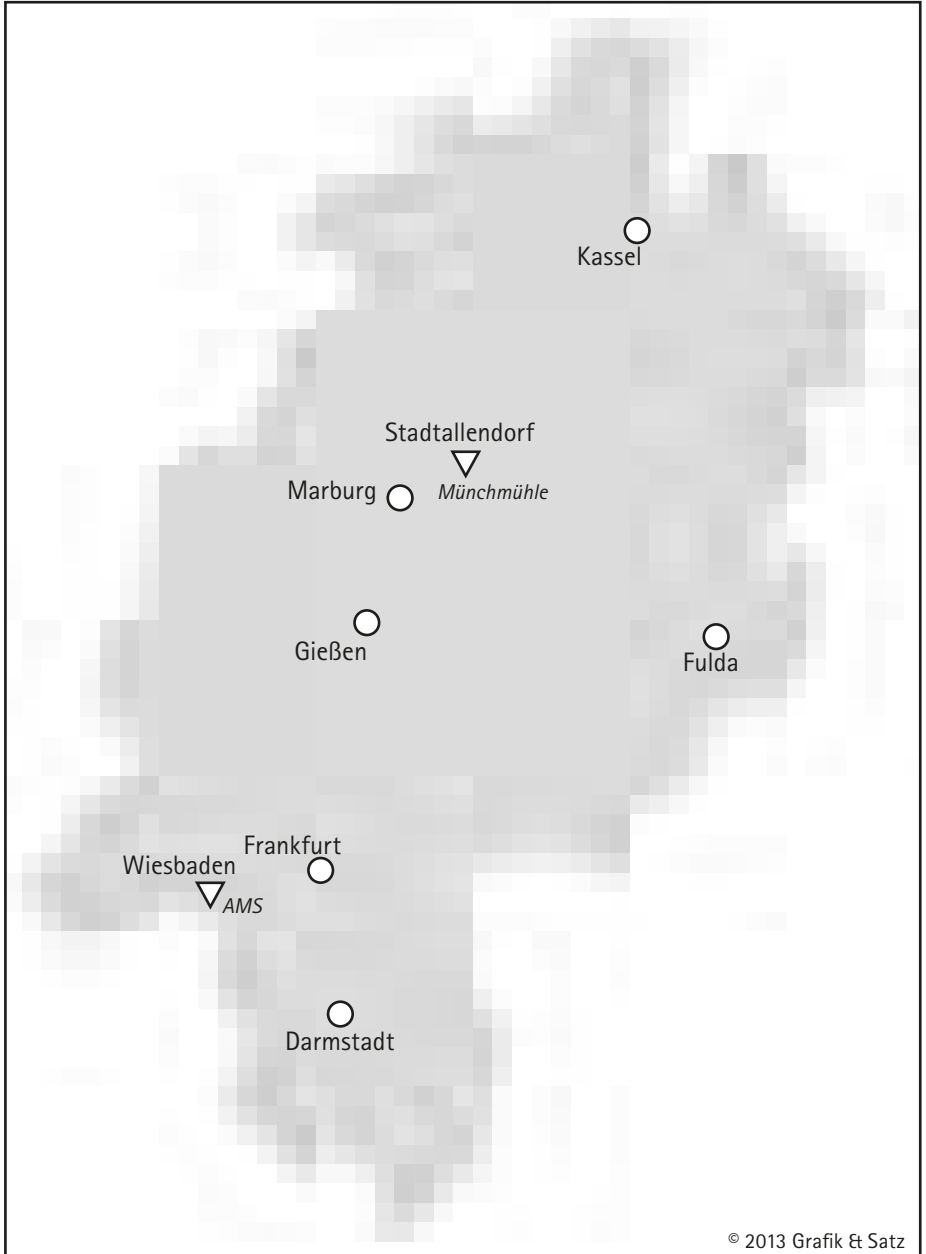 Kassel
Stadtallendorf
Münchmühle
Marburg
Gießen
Fulda
Frankfurt
Wiesbaden
AMS
Darmstadt
© 2013 Grafik & Satz